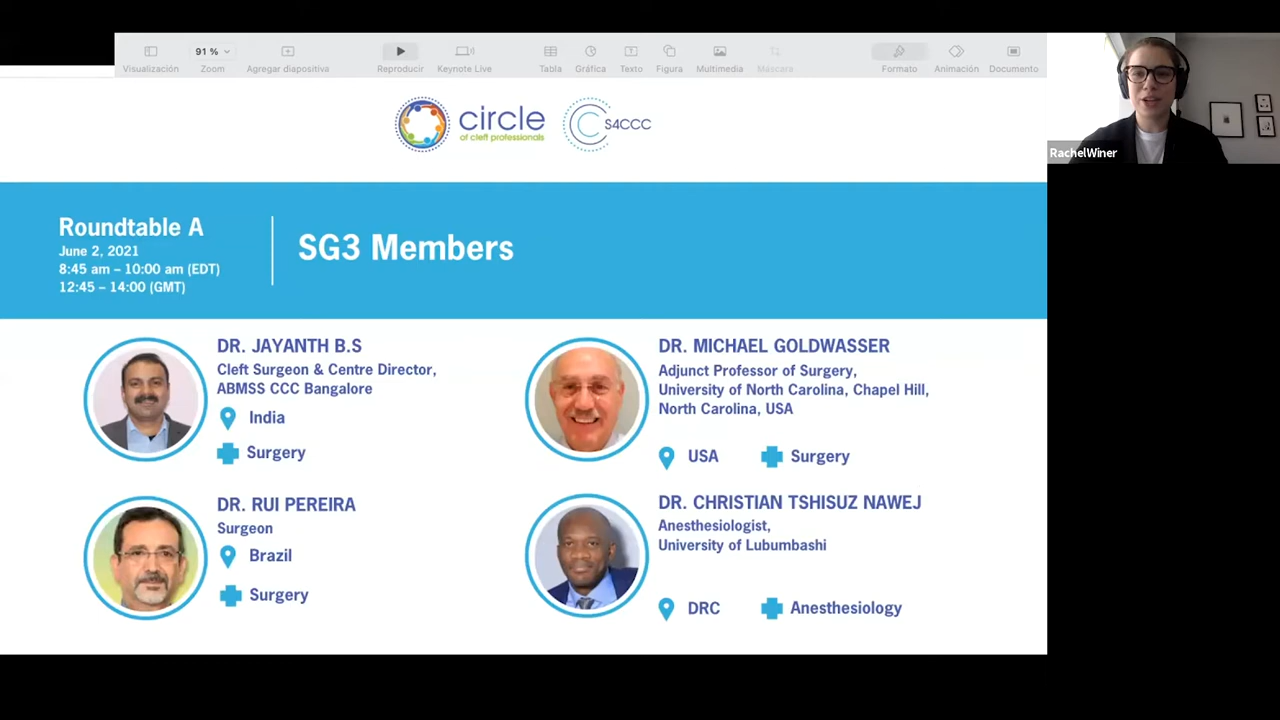 91 %
Visualización
Zoom
Agregar diapositiva
Reproducir
Keynote Live
Tabla
Gráfica
Texto
Figura
Multimedia
Máscara
Formato
Animación
Documento
circle
of cleft professionals
S4CCC
RachelWiner
Roundtable A
June 2, 2021
8:45 am – 10:00 am (EDT)
12:45 – 14:00 (GMT)
SG3 Members
DR. JAYANTH B.S
Cleft Surgeon & Centre Director,
ABMSS CCC Bangalore
India
Surgery
DR. MICHAEL GOLDWASSER
Adjunct Professor of Surgery,
University of North Carolina, Chapel Hill,
North Carolina, USA
USA
Surgery
DR. RUI PEREIRA
Surgeon
Brazil
Surgery
DR. CHRISTIAN TSHISUZ NAWEJ
Anesthesiologist,
University of Lubumbashi
DRC
Anesthesiology